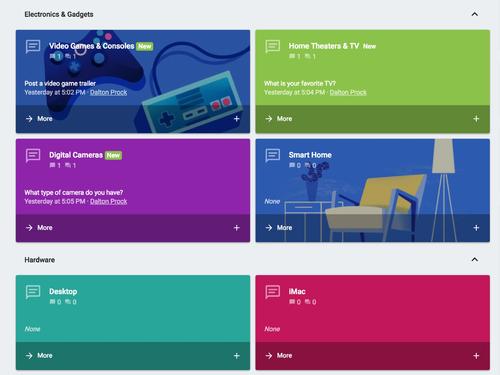 Electronics & Gadgets
Video Games & Consoles New
1 1
Post a video game trailer
Yesterday at 5:02 PM · Dalton Prock
More
Home Theaters & TV New
1 1
What is your favorite TV?
Yesterday at 5:04 PM · Dalton Prock
More
Digital Cameras New
1 1
What type of camera do you have?
Yesterday at 5:05 PM · Dalton Prock
More
Smart Home
0 0
None
More
Hardware
Desktop
0 0
None
More
iMac
0 0
None
More